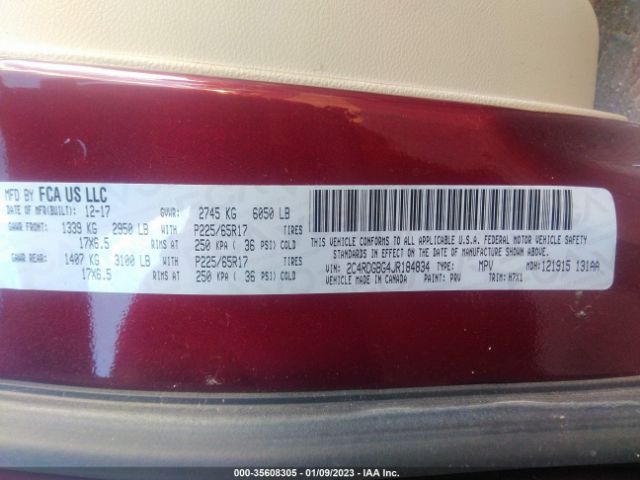 MFD BY FCA US LLC
DATE OF MFR(BUILT): 12-17 GVWR: 2745 KG 6050 LB
GAWR FRONT: 1339 KG 2950 LB WITH P225/65R17 TIRES
17X6.5 RIMS AT 250 KPA ( 36 PSI) COLD
GAWR REAR: 1407 KG 3100 LB WITH P225/65R17 TIRES
17X6.5 RIMS AT 250 KPA ( 36 PSI) COLD
THIS VEHICLE CONFORMS TO ALL APPLICABLE U.S.A. FEDERAL MOTOR VEHICLE SAFETY
STANDARDS IN EFFECT ON THE DATE OF MANUFACTURE SHOWN ABOVE.
VIN: 2C4RDGBG4JR184834 TYPE: MPV MDH: 121915 131AA
VEHICLE MADE IN CANADA PAINT: PRV TRIM: H7X1
000-35608305 - 01/09/2023 - IAA Inc.